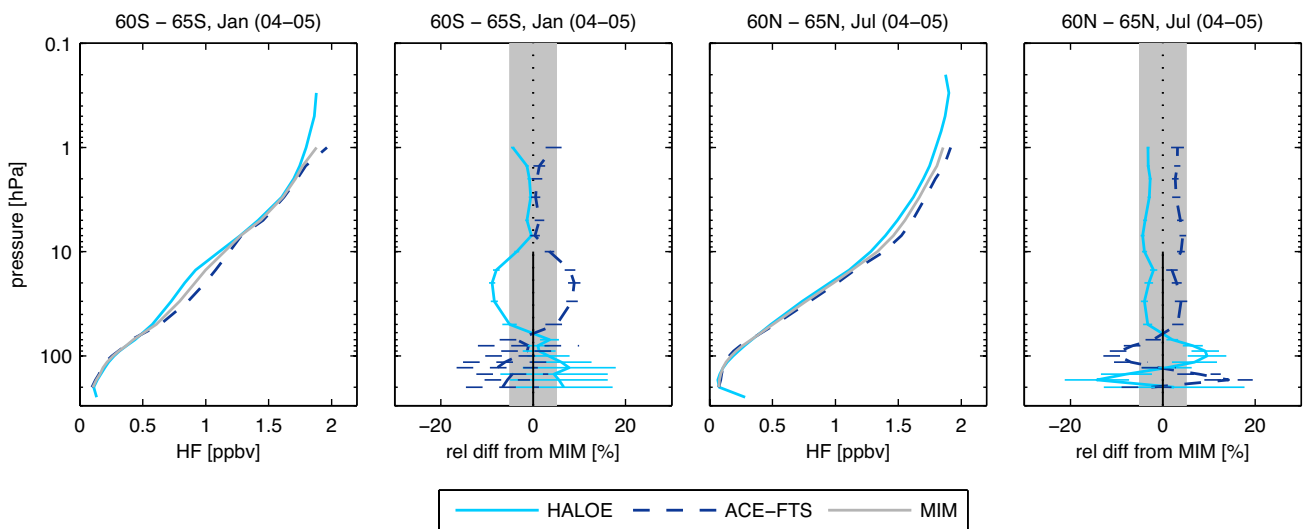 60S − 65S, Jan (04−05)
60S − 65S, Jan (04−05)
60N − 65N, Jul (04−05)
60N − 65N, Jul (04−05)
pressure [hPa]
0.1
1
10
100
0 0.5 1 1.5 2
−20 0 20
0 0.5 1 1.5 2
−20 0 20
HF [ppbv]
rel diff from MIM [%]
HF [ppbv]
rel diff from MIM [%]
HALOE ACE−FTS MIM